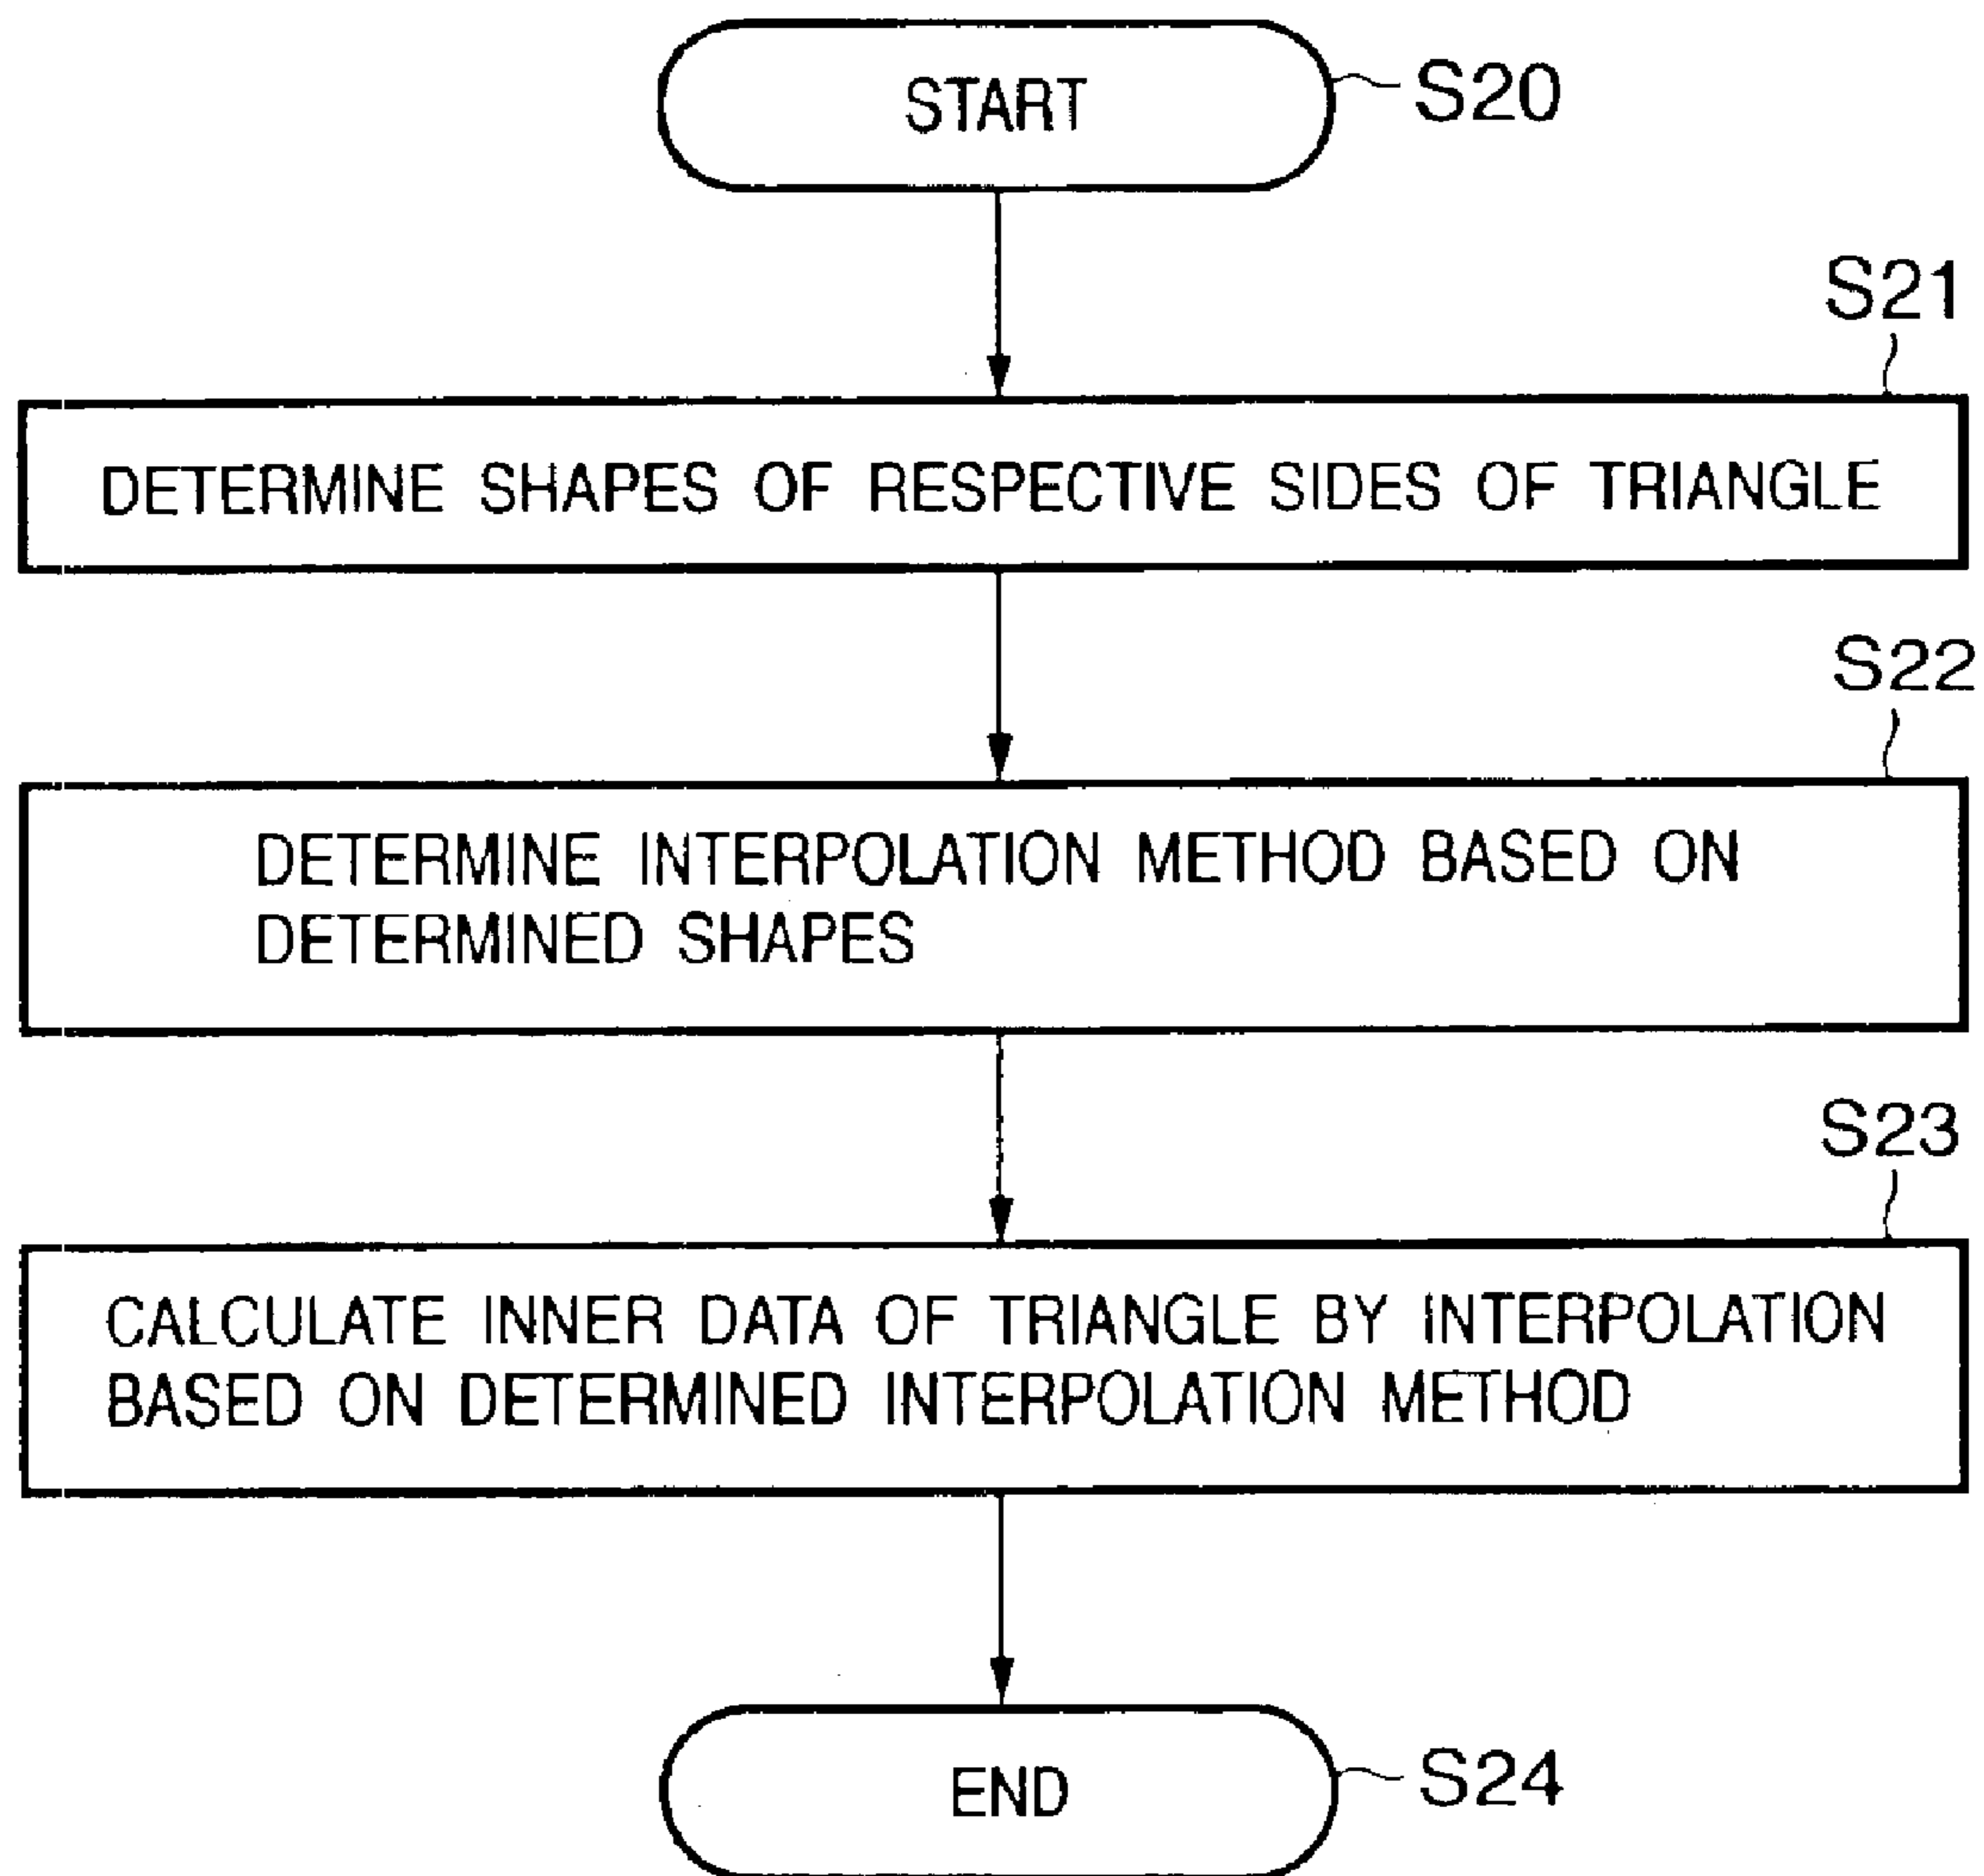 START
S20
S21
DETERMINE SHAPES OF RESPECTIVE SIDES OF TRIANGLE
S22
DETERMINE INTERPOLATION METHOD BASED ON
DETERMINED SHAPES
S23
CALCULATE INNER DATA OF TRIANGLE BY INTERPOLATION
BASED ON DETERMINED INTERPOLATION METHOD
END
S24